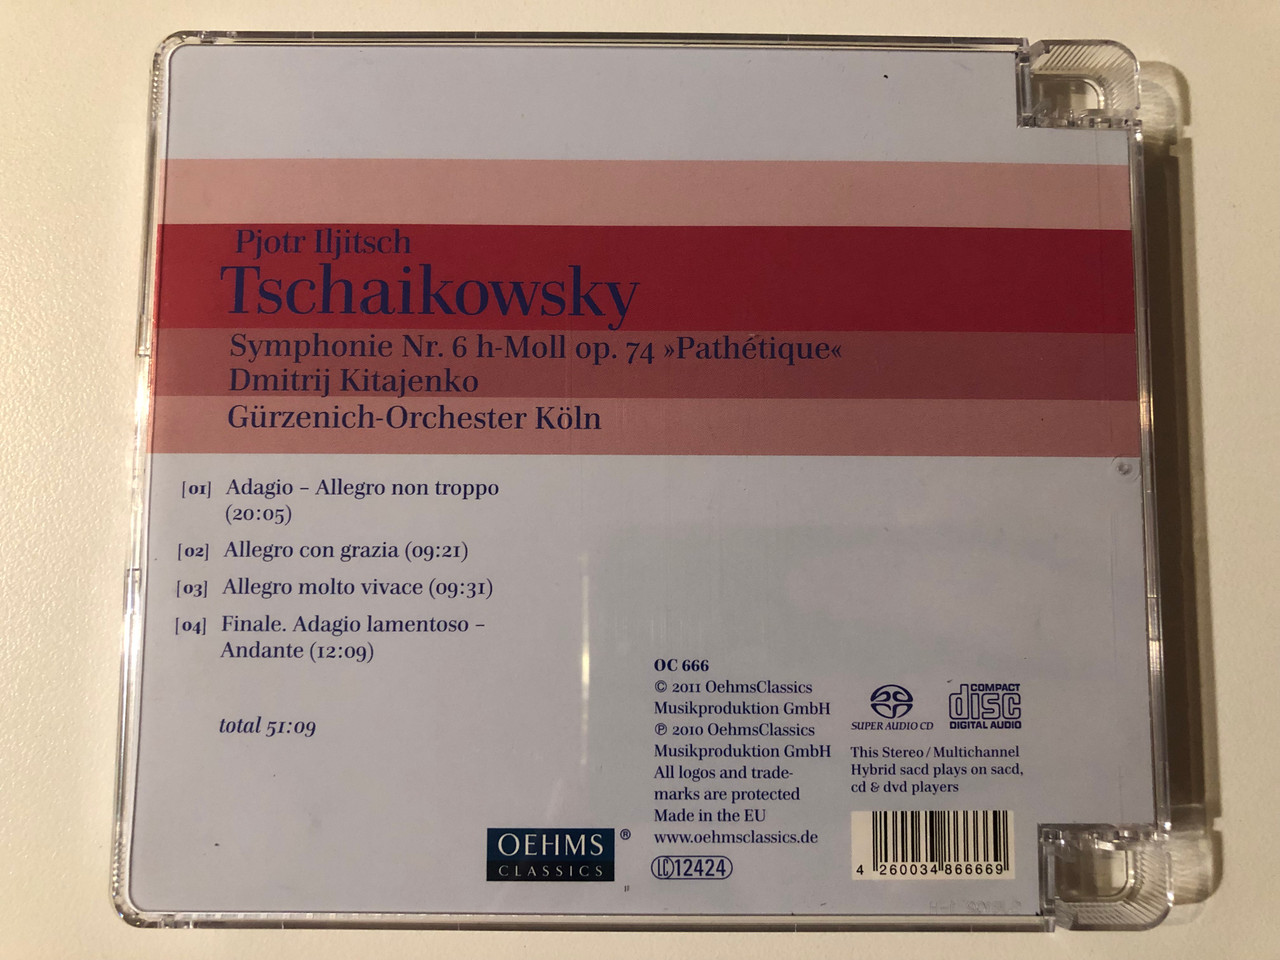 Pjotr Iljitsch
Tschaikowsky
Symphonie Nr. 6 h-Moll op. 74 »Pathétique«
Dmitrij Kitajenko
Gürzenich-Orchester Köln
[01] Adagio – Allegro non troppo
(20:05)
[02] Allegro con grazia (09:21)
[03] Allegro molto vivace (09:31)
[04] Finale. Adagio lamentoso –
Andante (12:09)
total 51:09
OEHMS ®
CLASSICS
OC 666
© 2011 OehmsClassics
Musikproduktion GmbH
℗ 2010 OehmsClassics
Musikproduktion GmbH
All logos and trade-
marks are protected
Made in the EU
www.oehmsclassics.de
LC 12424
SUPER AUDIO CD
COMPACT
disc
DIGITAL AUDIO
This Stereo / Multichannel
Hybrid sacd plays on sacd,
cd & dvd players
4 260034 866669